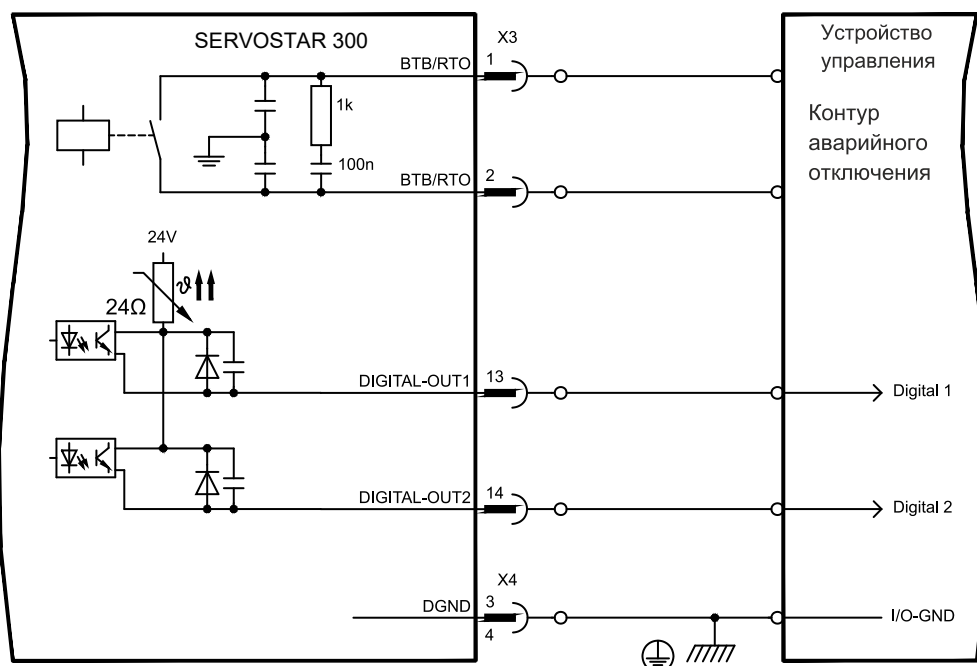 SERVOSTAR 300
X3
Устройство
управления
BTB/RTO
1
1k
Контур
аварийного
отключения
100n
BTB/RTO
2
24V
ϑ
24Ω
DIGITAL-OUT1
13
Digital 1
DIGITAL-OUT2
14
Digital 2
X4
DGND
3
4
I/O-GND